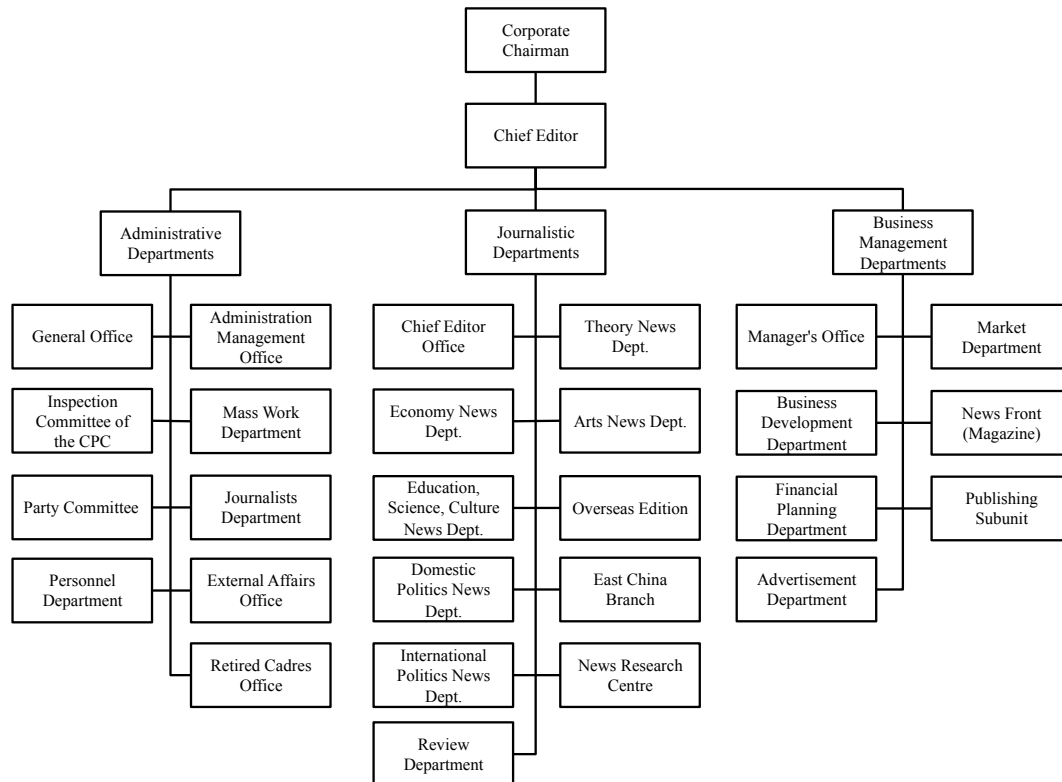 Corporate
Chairman
Chief Editor
Administrative
Departments
Journalistic
Departments
Business
Management
Departments
General Office
Administration
Management
Office
Inspection
Committee of
the CPC
Mass Work
Department
Party Committee
Journalists
Department
Personnel
Department
External Affairs
Office
Retired Cadres
Office
Chief Editor
Office
Theory News
Dept.
Economy News
Dept.
Arts News Dept.
Education,
Science, Culture
News Dept.
Overseas Edition
Domestic
Politics News
Dept.
East China
Branch
International
Politics News
Dept.
News Research
Centre
Review
Department
Manager's Office
Market
Department
Business
Development
Department
News Front
(Magazine)
Financial
Planning
Department
Publishing
Subunit
Advertisement
Department